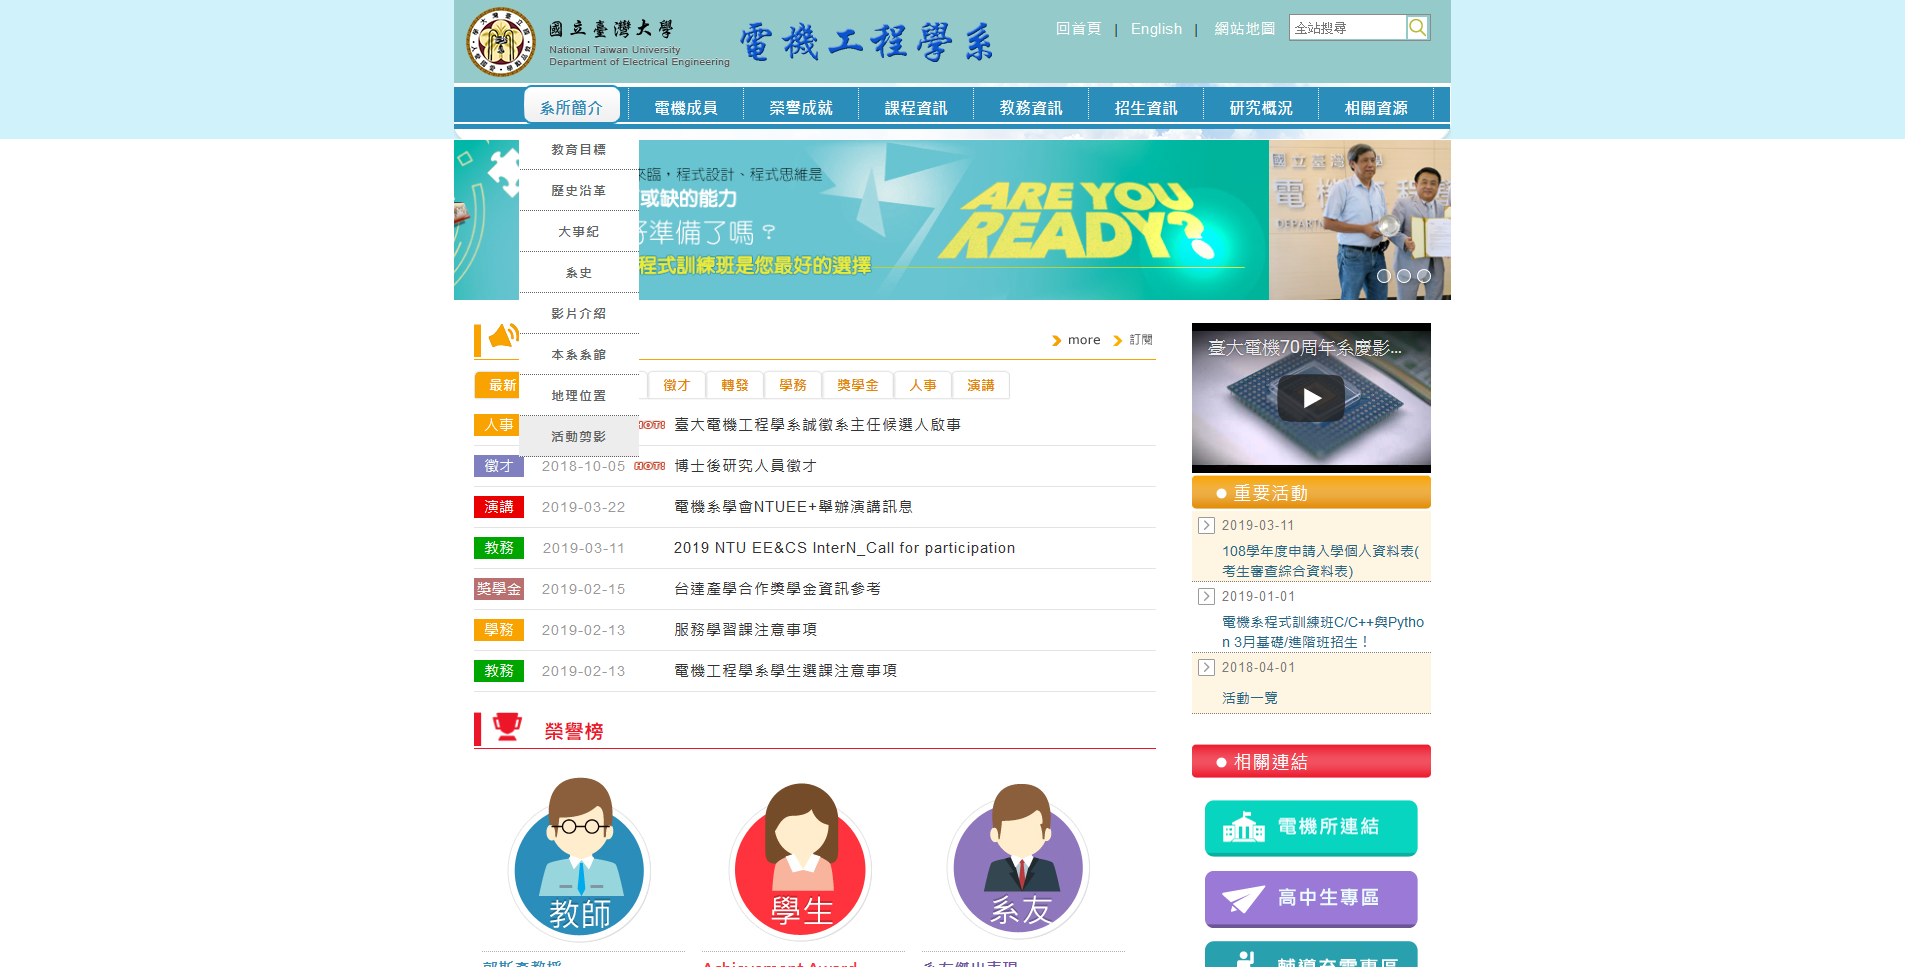 國立臺灣大學
National Taiwan University
Department of Electrical Engineering
電機工程學系
回首頁 | English | 網站地圖
全站搜尋
系所簡介 電機成員 榮譽成就 課程資訊 教務資訊 招生資訊 研究概況 相關資源
教育目標
歷史沿革
大事紀
系史
影片介紹
本系系館
地理位置
活動剪影
來臨，程式設計、程式思維是
或缺的能力
好準備了嗎？
程式訓練班是您最好的選擇
ARE YOU
READY?
國立臺灣大學
電機工程
DEPARTM
more 訂閱
最新 徵才 轉發 學務 獎學金 人事 演講
人事 HOT! 臺大電機工程學系誠徵系主任候選人啟事
徵才 2018-10-05 HOT! 博士後研究人員徵才
演講 2019-03-22 電機系學會NTUEE+舉辦演講訊息
教務 2019-03-11 2019 NTU EE&CS InterN_Call for participation
獎學金 2019-02-15 台達產學合作獎學金資訊參考
學務 2019-02-13 服務學習課注意事項
教務 2019-02-13 電機工程學系學生選課注意事項
榮譽榜
教師 學生 系友
郭斯彥教授 Achievement Award 系友傑出表現
臺大電機70周年系慶影...
重要活動
2019-03-11
108學年度申請入學個人資料表(
考生審查綜合資料表)
2019-01-01
電機系程式訓練班C/C++與Pytho
n 3月基礎/進階班招生！
2018-04-01
活動一覽
相關連結
電機所連結
高中生專區
輔導充電專區